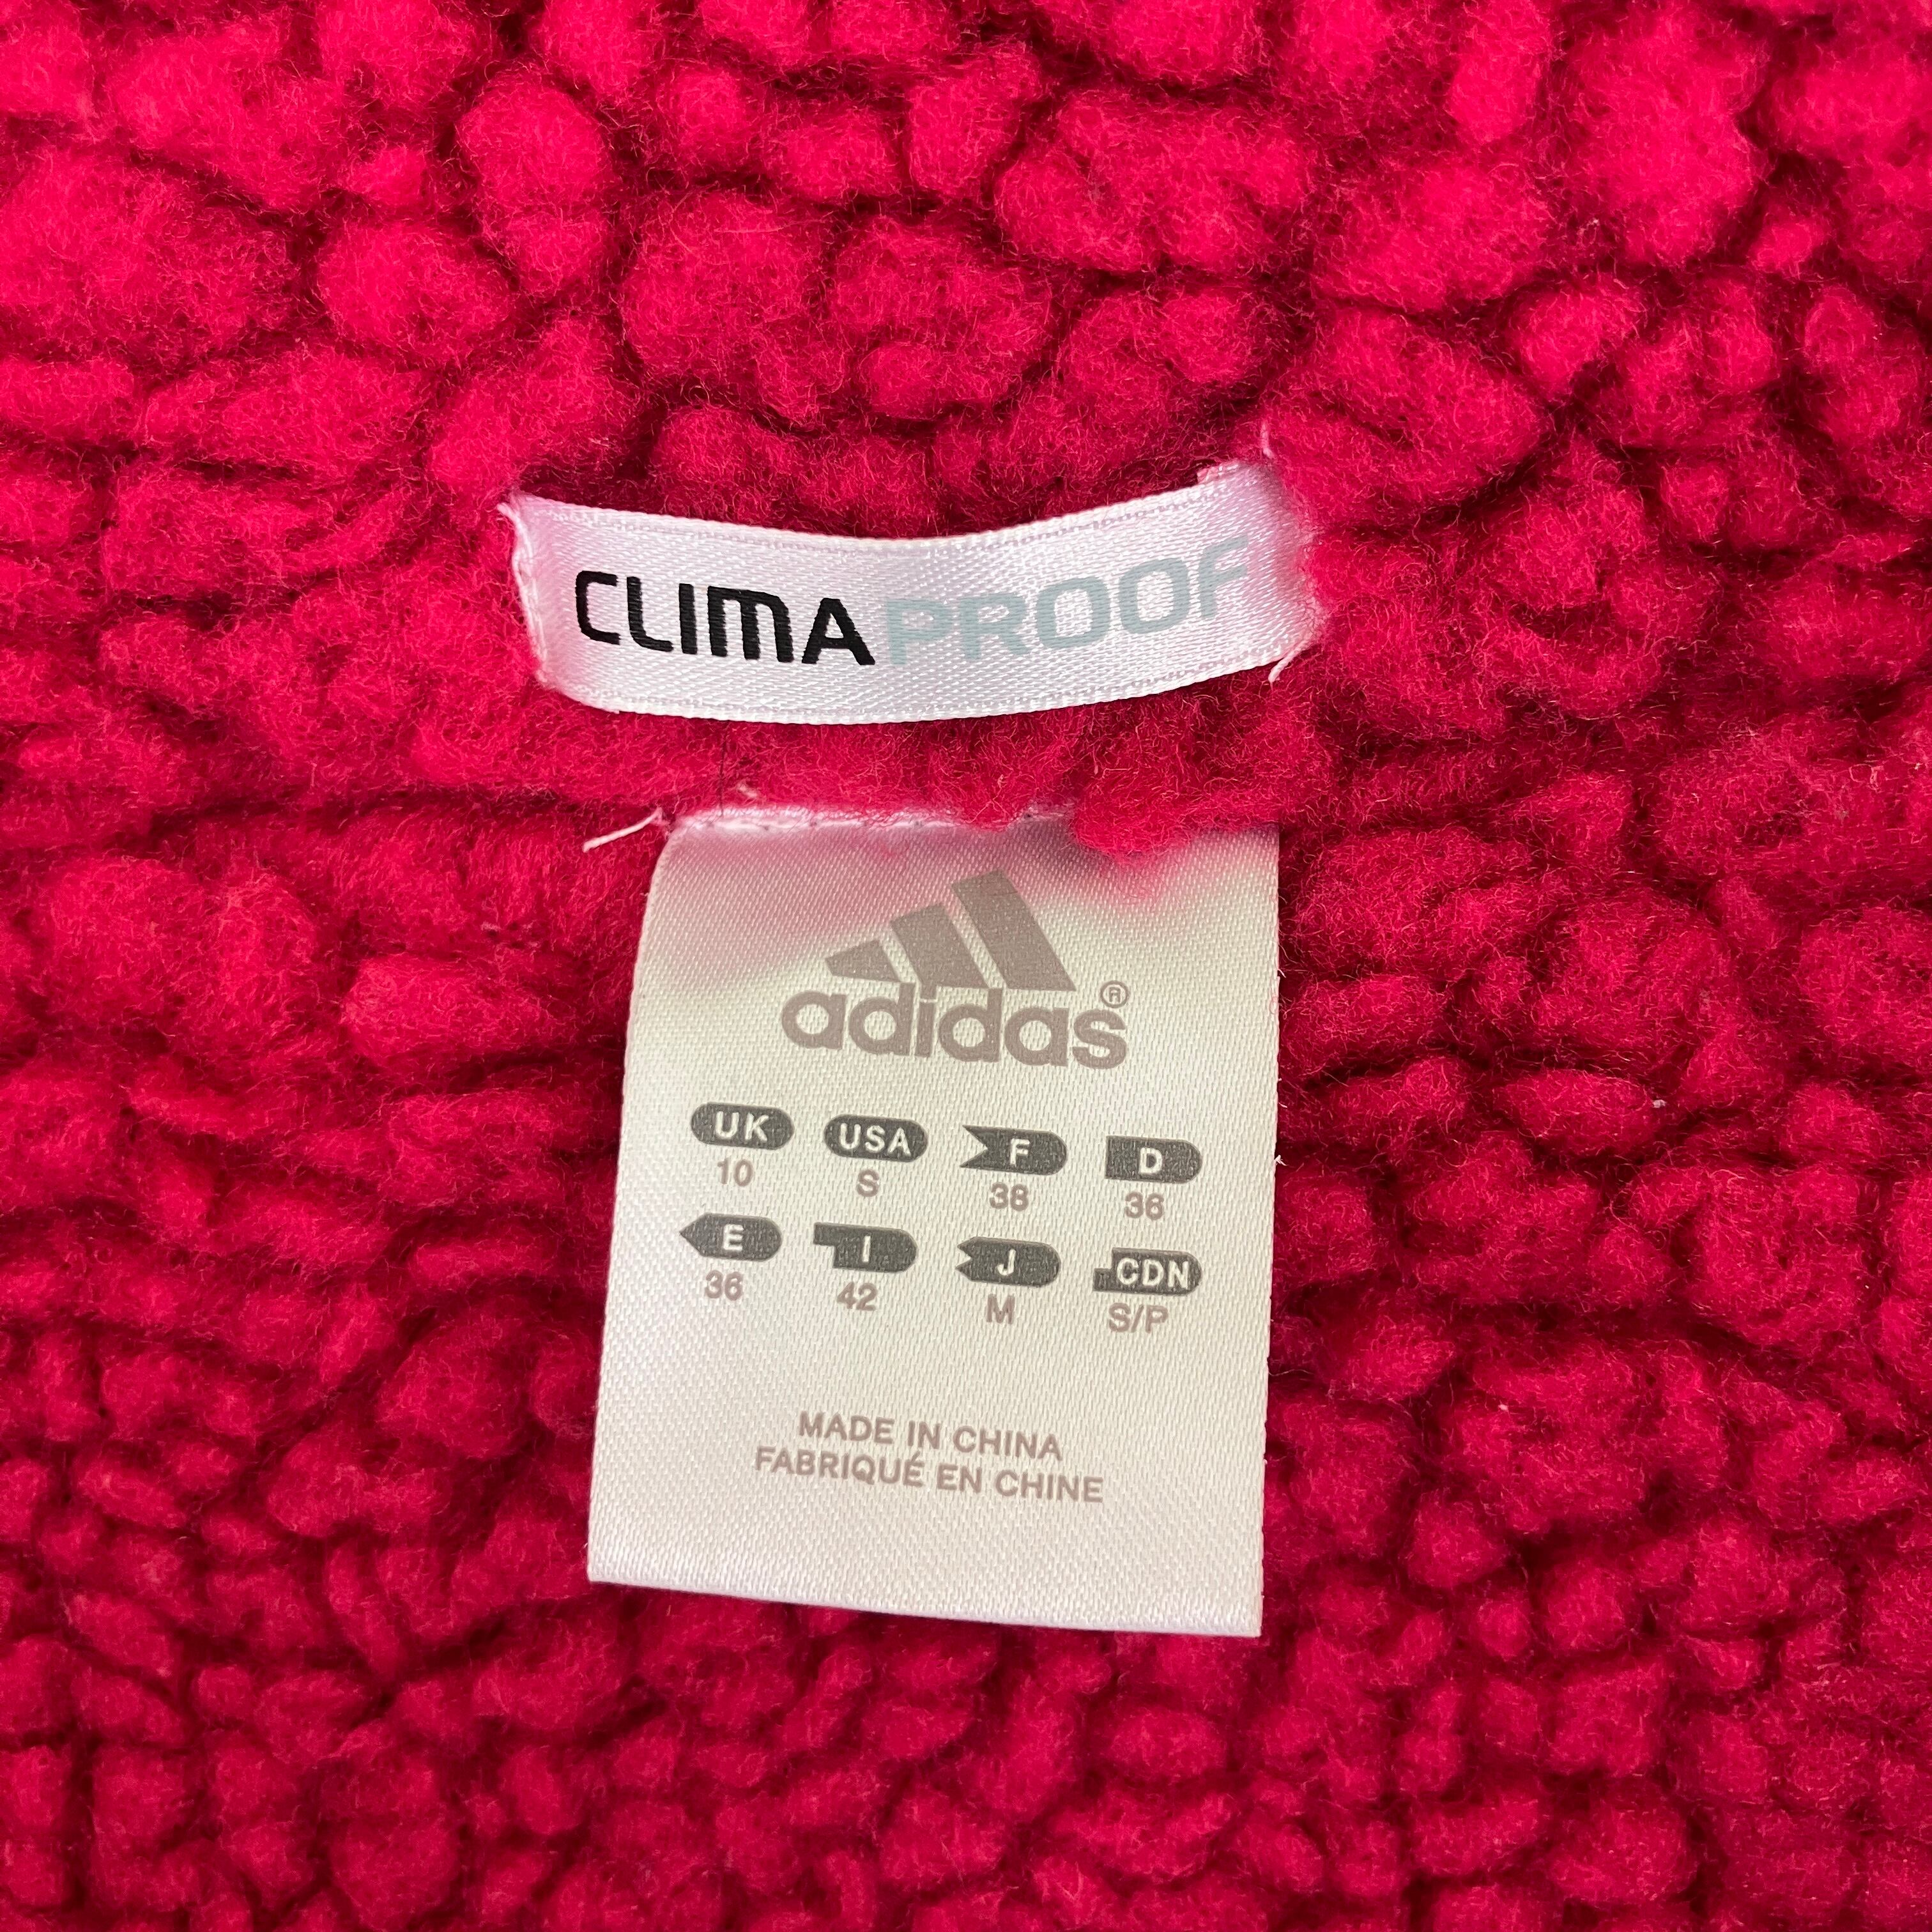 CLIMAPROOF
adidas®
UK USA F D
10 S 38 36
E I J CDN
36 42 M S/P
MADE IN CHINA
FABRIQUÉ EN CHINE